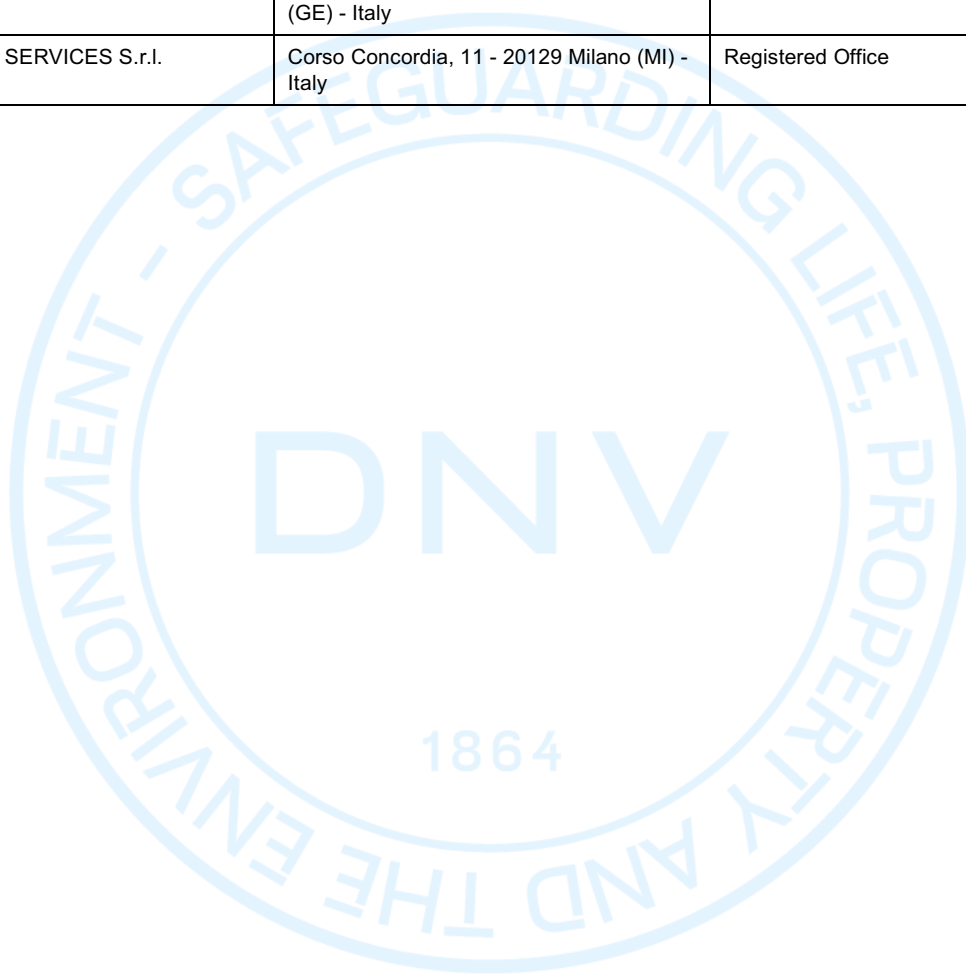 (GE) - Italy
SERVICES S.r.l.
Corso Concordia, 11 - 20129 Milano (MI) -
Italy
Registered Office
SAFEGUARDING LIFE, PROPERTY AND THE ENVIRONMENT -
DNV
1864